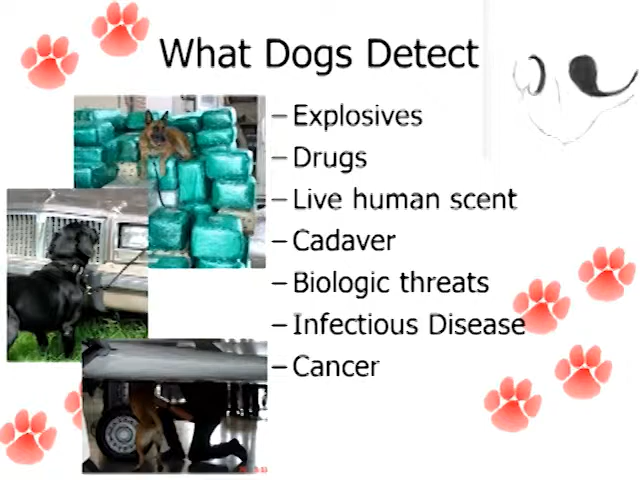 What Dogs Detect
– Explosives
– Drugs
– Live human scent
– Cadaver
– Biologic threats
– Infectious Disease
– Cancer